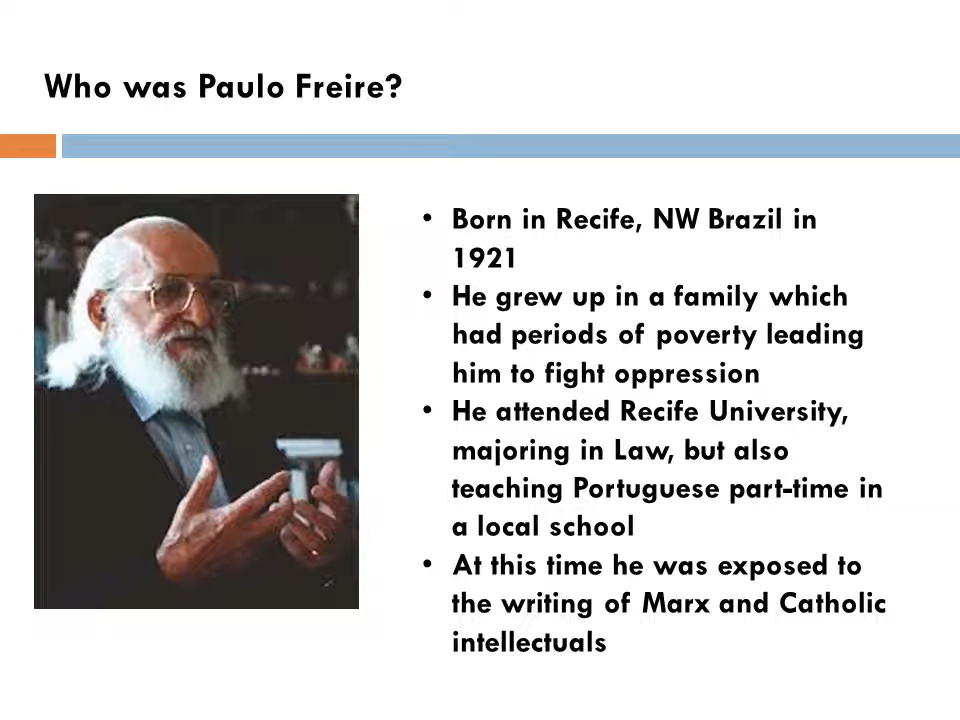 Who was Paulo Freire?
• Born in Recife, NW Brazil in
1921
• He grew up in a family which
had periods of poverty leading
him to fight oppression
• He attended Recife University,
majoring in Law, but also
teaching Portuguese part-time in
a local school
• At this time he was exposed to
the writing of Marx and Catholic
intellectuals